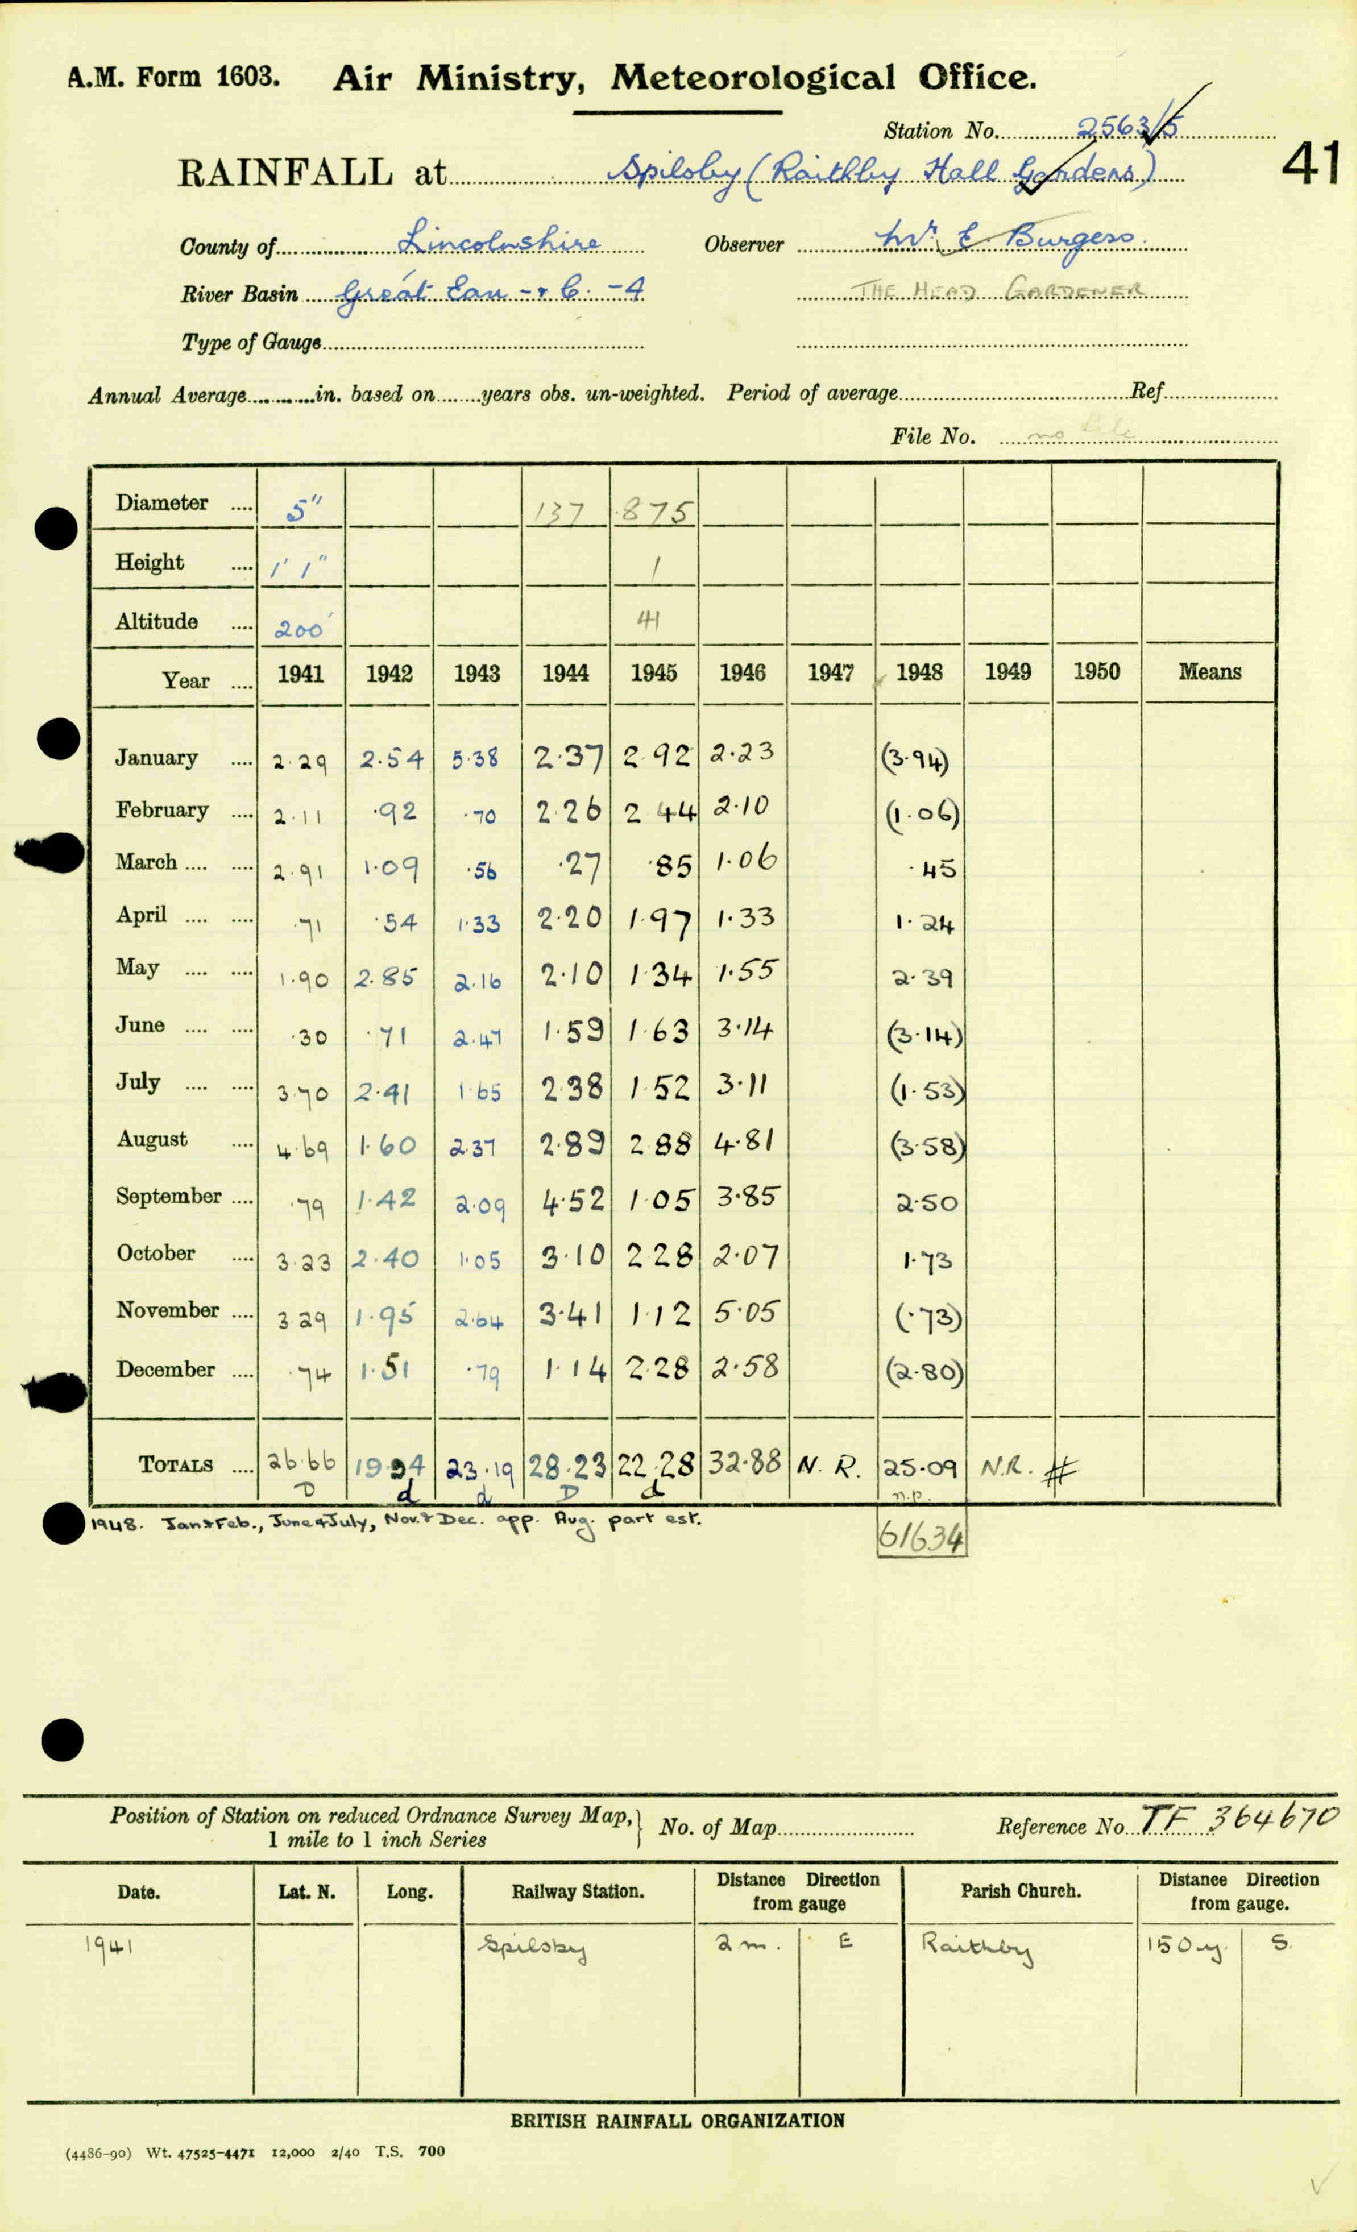 A.M. Form 1603. Air Ministry, Meteorological Office.
Station No. 2563/5
RAINFALL at Spilsby (Raithby Hall Gardens) 41
County of Lincolnshire Observer Mr. E Burgess.
River Basin Great Eau - & C. - 4 THE HEAD GARDENER
Type of Gauge
Annual Average in. based on years obs. un-weighted. Period of average Ref.
File No. no file
Diameter .... 5" 137 .875
Height .... 1' 1" 1
Altitude .... 200' 41
Year .... 1941 1942 1943 1944 1945 1946 1947 1948 1949 1950 Means
January .... 2.29 2.54 5.38 2.37 2.92 2.23 (3.94)
February .... 2.11 .92 .70 2.26 2.44 2.10 (1.06)
March .... .... 2.91 1.09 .56 .27 .85 1.06 .45
April .... .... .71 .54 1.33 2.20 1.97 1.33 1.24
May .... .... 1.90 2.85 2.16 2.10 1.34 1.55 2.39
June .... .... .30 .71 2.47 1.59 1.63 3.14 (3.14)
July .... .... 3.70 2.41 1.65 2.38 1.52 3.11 (1.53)
August .... 4.69 1.60 2.37 2.89 2.88 4.81 (3.58)
September .... .79 1.42 2.09 4.52 1.05 3.85 2.50
October .... 3.23 2.40 1.05 3.10 2.28 2.07 1.73
November .... 3.29 1.95 2.64 3.41 1.12 5.05 (.73)
December .... .74 1.51 .79 1.14 2.28 2.58 (2.80)
TOTALS .... 26.66 19.94 23.19 28.23 22.28 32.88 N.R. 25.09 N.R. #
D d d D d n.p.
1948. Jan & Feb., June & July, Nov. & Dec. app. Aug. part est. 61634
Position of Station on reduced Ordnance Survey Map, } No. of Map Reference No. TF 364670
1 mile to 1 inch Series
Date. Lat. N. Long. Railway Station. Distance Direction from gauge Parish Church. Distance Direction from gauge.
1941 Spilsby 2 m. E Raithby 150 y. S.
BRITISH RAINFALL ORGANIZATION
(4486-90) Wt. 47525-4471 12,000 2/40 T.S. 700